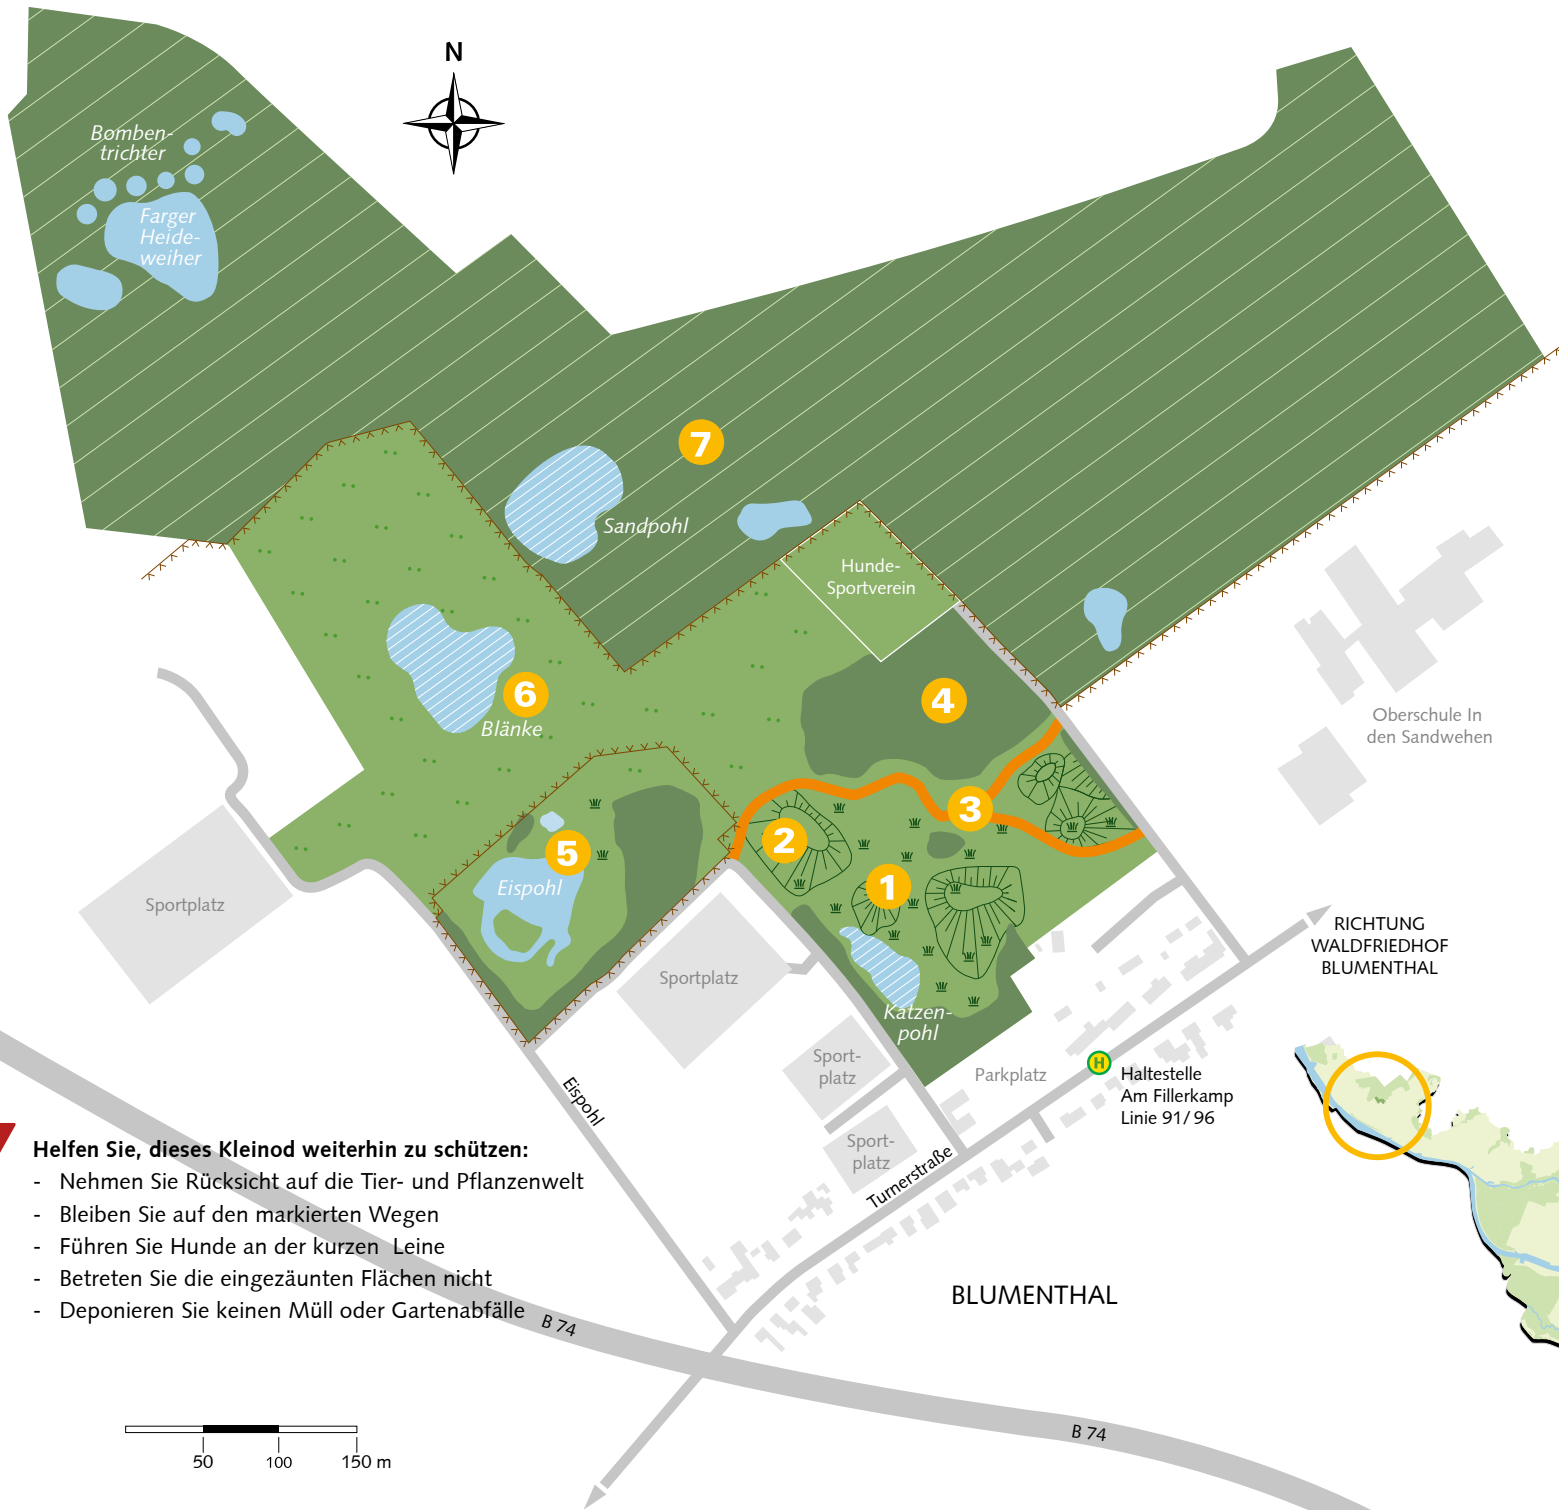 N
Bomben-
trichter
Farger
Heide-
weiher
7
Sandpohl
Hunde-
Sportverein
4
6
Blänke
Oberschule In
den Sandwehen
3
2
5
1
Eispohl
Sportplatz
Sportplatz
RICHTUNG
WALDFRIEDHOF
BLUMENTHAL
Katzen-
pohl
Sport-
platz
Parkplatz
H
Haltestelle
Am Fillerkamp
Linie 91/ 96
Eispohl
Sport-
platz
Turnerstraße
Helfen Sie, dieses Kleinod weiterhin zu schützen:
- Nehmen Sie Rücksicht auf die Tier- und Pflanzenwelt
- Bleiben Sie auf den markierten Wegen
- Führen Sie Hunde an der kurzen Leine
- Betreten Sie die eingezäunten Flächen nicht
- Deponieren Sie keinen Müll oder Gartenabfälle
BLUMENTHAL
B 74
B 74
50 100 150 m